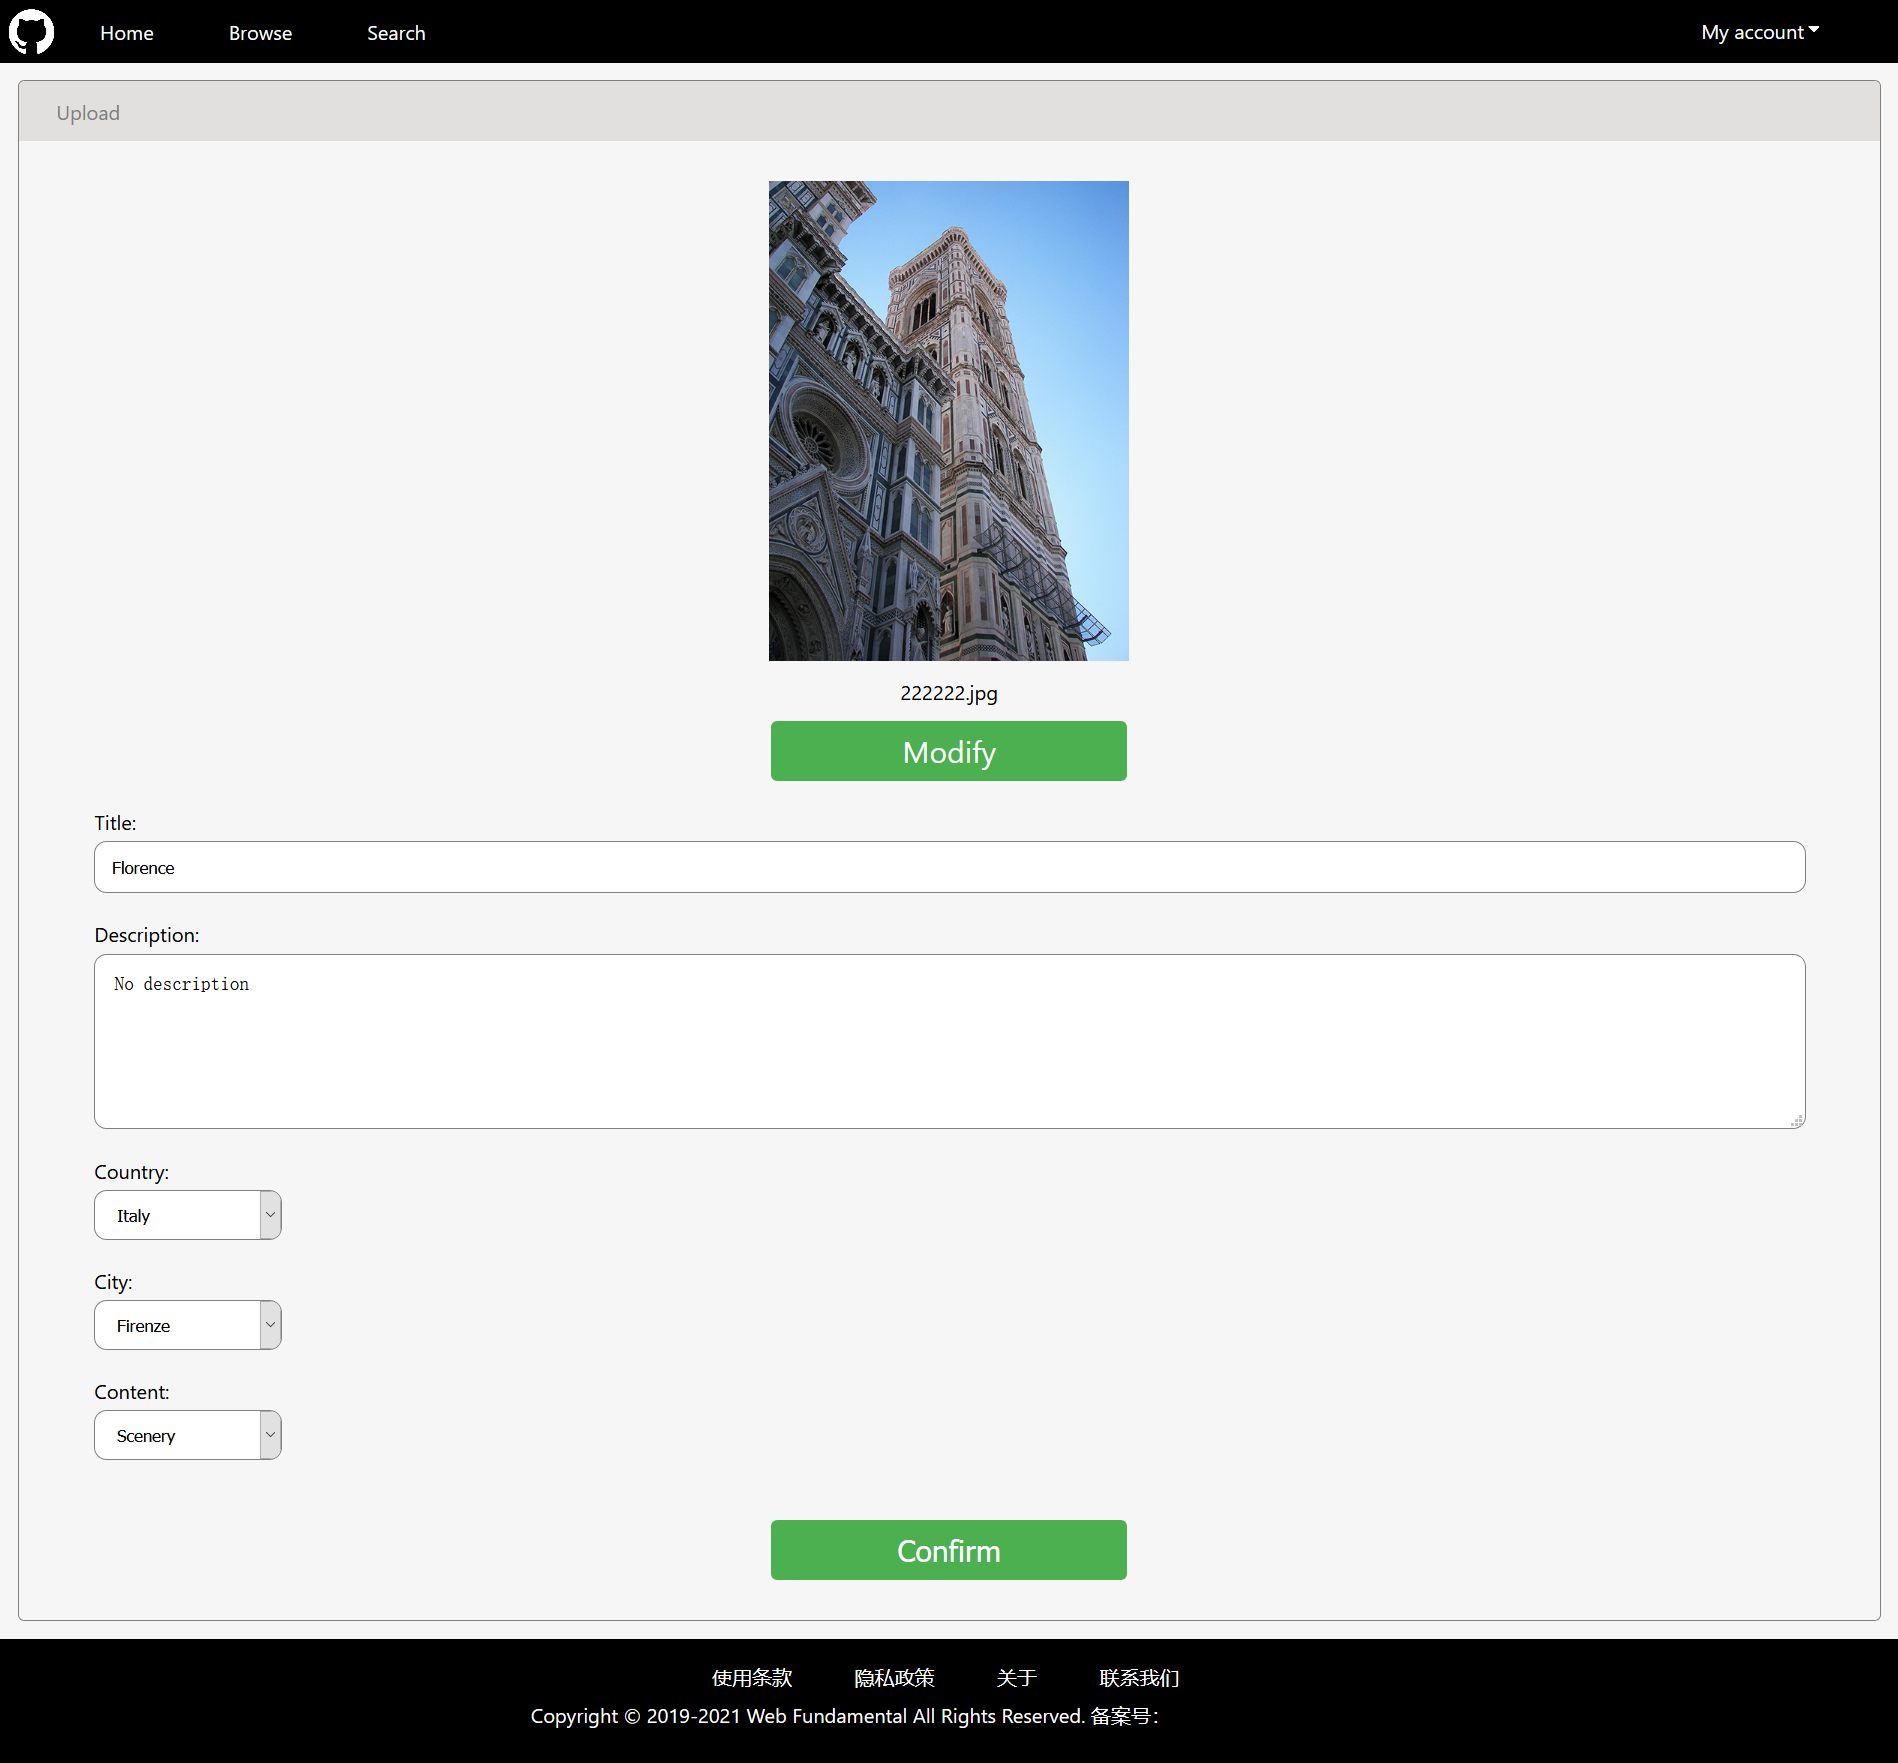 Home Browse Search My account
Upload
222222.jpg
Modify
Title:
Florence
Description:
No description
Country:
Italy
City:
Firenze
Content:
Scenery
Confirm
使用条款 隐私政策 关于 联系我们
Copyright © 2019-2021 Web Fundamental All Rights Reserved. 备案号：